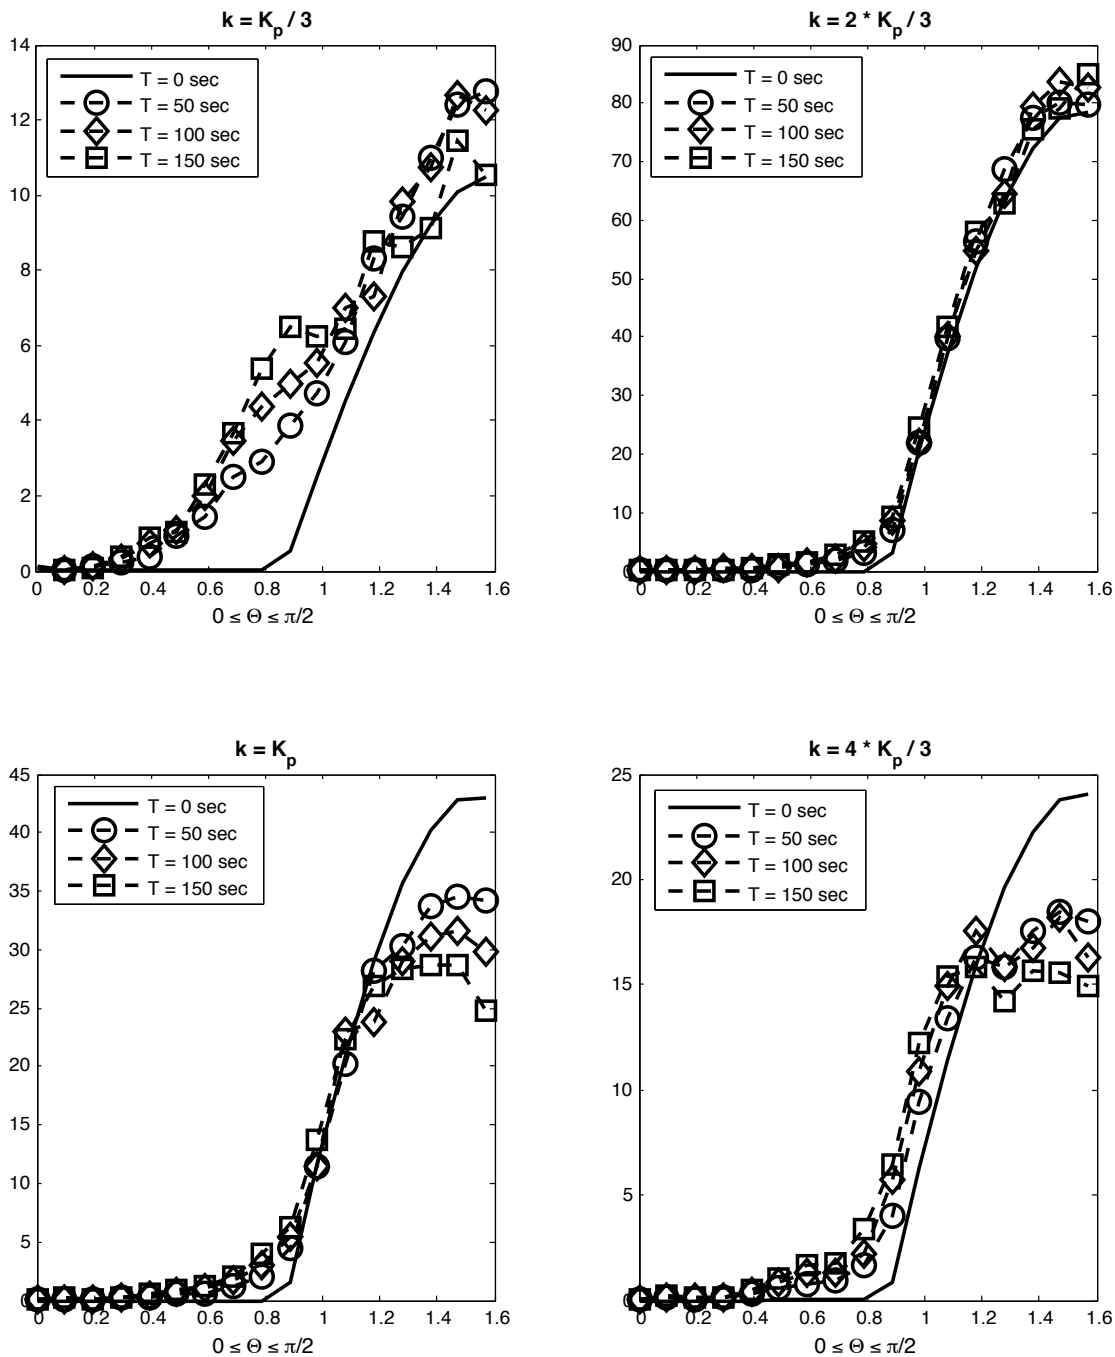 k = K_p / 3
14
12
10
8
6
4
2
0
T = 0 sec
T = 50 sec
T = 100 sec
T = 150 sec
0 0.2 0.4 0.6 0.8 1 1.2 1.4 1.6
0 ≤ Θ ≤ π/2
k = 2 * K_p / 3
90
80
70
60
50
40
30
20
10
0
T = 0 sec
T = 50 sec
T = 100 sec
T = 150 sec
0 0.2 0.4 0.6 0.8 1 1.2 1.4 1.6
0 ≤ Θ ≤ π/2
k = K_p
45
40
35
30
25
20
15
10
5
0
T = 0 sec
T = 50 sec
T = 100 sec
T = 150 sec
0 0.2 0.4 0.6 0.8 1 1.2 1.4 1.6
0 ≤ Θ ≤ π/2
k = 4 * K_p / 3
25
20
15
10
5
0
T = 0 sec
T = 50 sec
T = 100 sec
T = 150 sec
0 0.2 0.4 0.6 0.8 1 1.2 1.4 1.6
0 ≤ Θ ≤ π/2